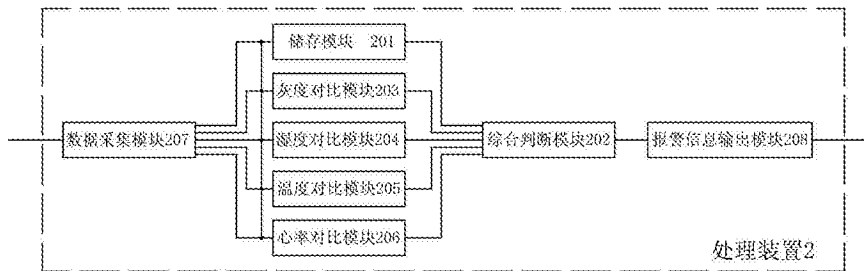 储存模块 201
灰度对比模块203
数据采集模块207
湿度对比模块204
综合判断模块202
报警信息输出模块208
温度对比模块205
心率对比模块206
处理装置2